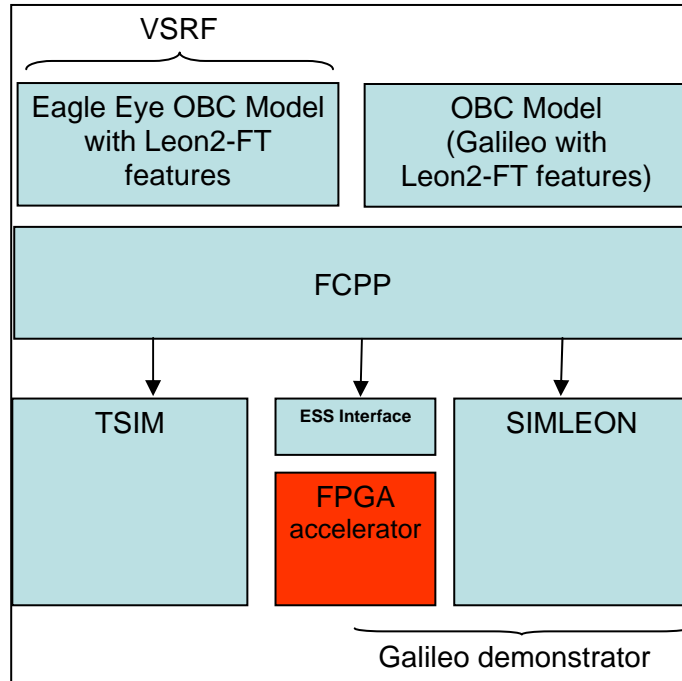 VSRF
Eagle Eye OBC Model
with Leon2-FT
features
OBC Model
(Galileo with
Leon2-FT features)
FCPP
TSIM
ESS Interface
SIMLEON
FPGA
accelerator
Galileo demonstrator